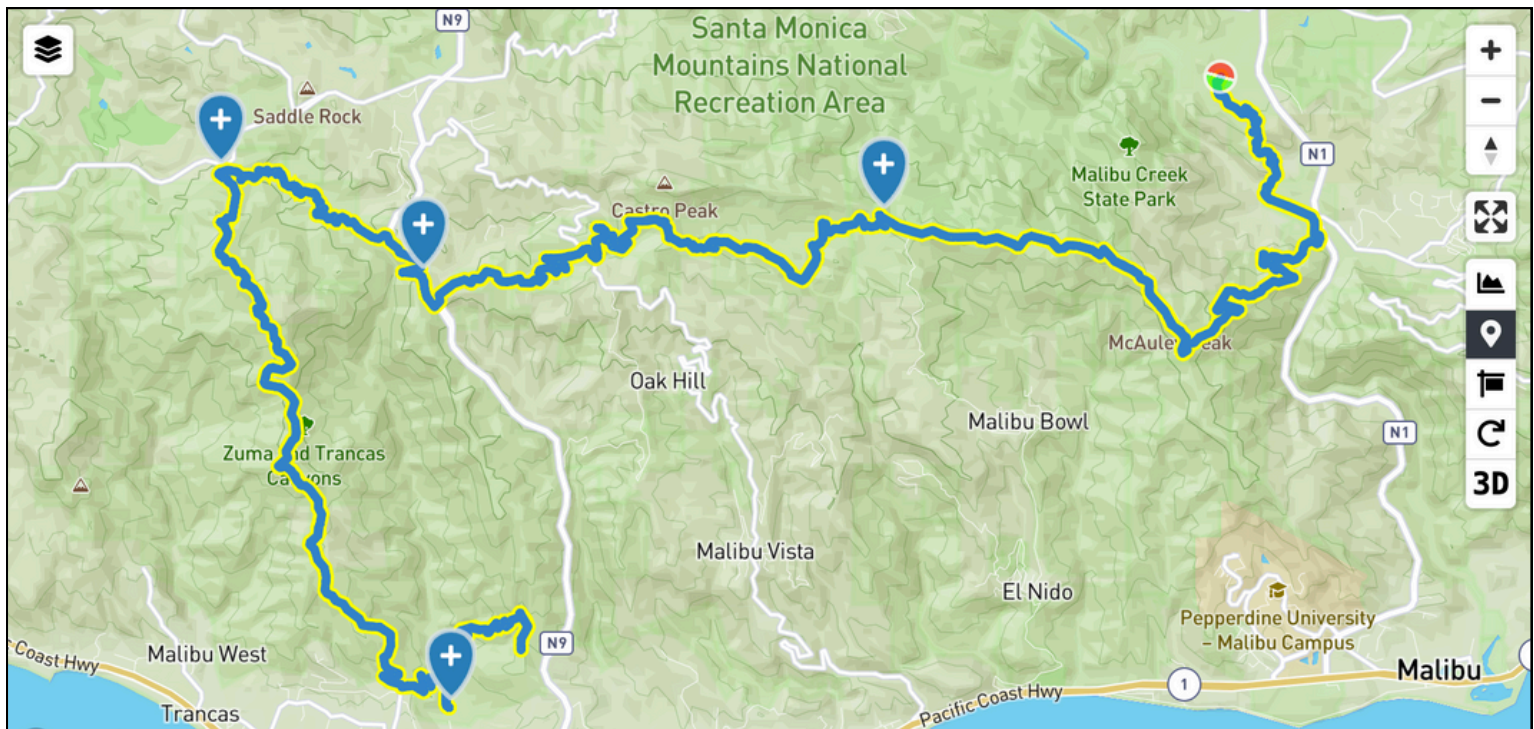 N9
Santa Monica
Mountains National
Recreation Area
Saddle Rock
N1
Malibu Creek
State Park
Castro Peak
McAuley Peak
Oak Hill
Malibu Bowl
N1
Zuma and Trancas
Canyons
3D
Malibu Vista
El Nido
Pepperdine University
– Malibu Campus
N9
Malibu West
Coast Hwy
Malibu
1
Pacific Coast Hwy
Trancas